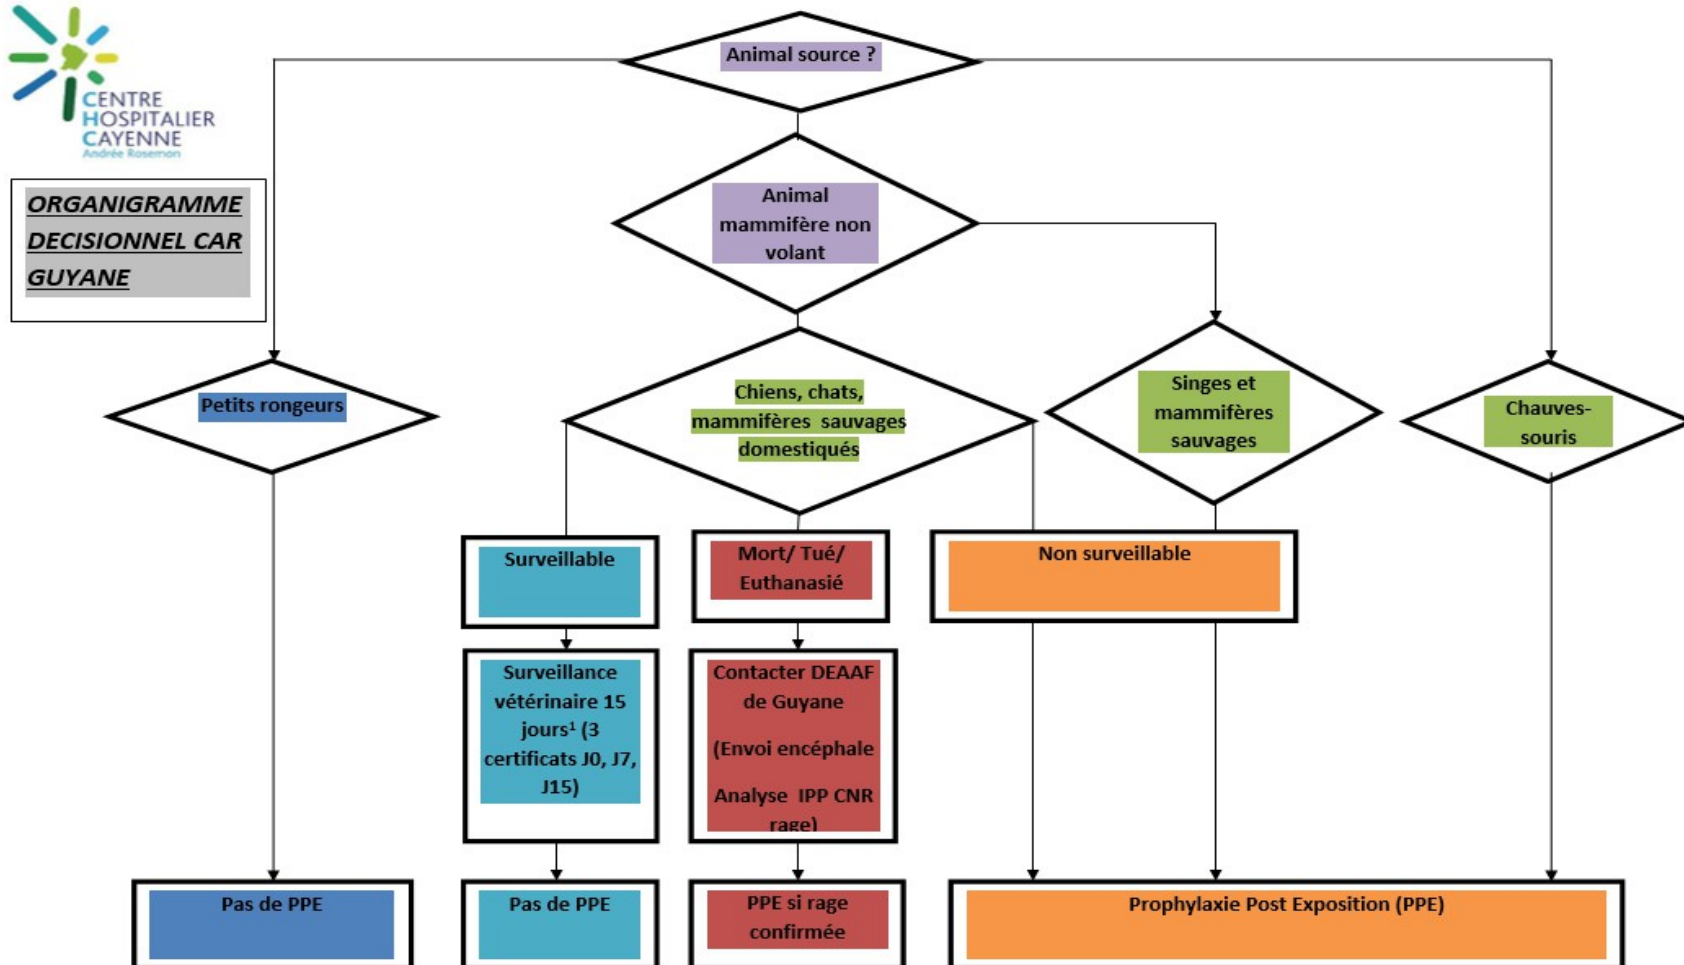 CENTRE
HOSPITALIER
CAYENNE
Andrée Rosemon
ORGANIGRAMME
DECISIONNEL CAR
GUYANE
Animal source ?
Animal
mammifère non
volant
Petits rongeurs
Chiens, chats,
mammifères sauvages
domestiqués
Singes et
mammifères
sauvages
Chauves-
souris
Surveillable
Mort/ Tué/
Euthanasié
Non surveillable
Surveillance
vétérinaire 15
jours¹ (3
certificats J0, J7,
J15)
Contacter DEAAF
de Guyane
(Envoi encéphale
Analyse IPP CNR
rage)
Pas de PPE
Pas de PPE
PPE si rage
confirmée
Prophylaxie Post Exposition (PPE)